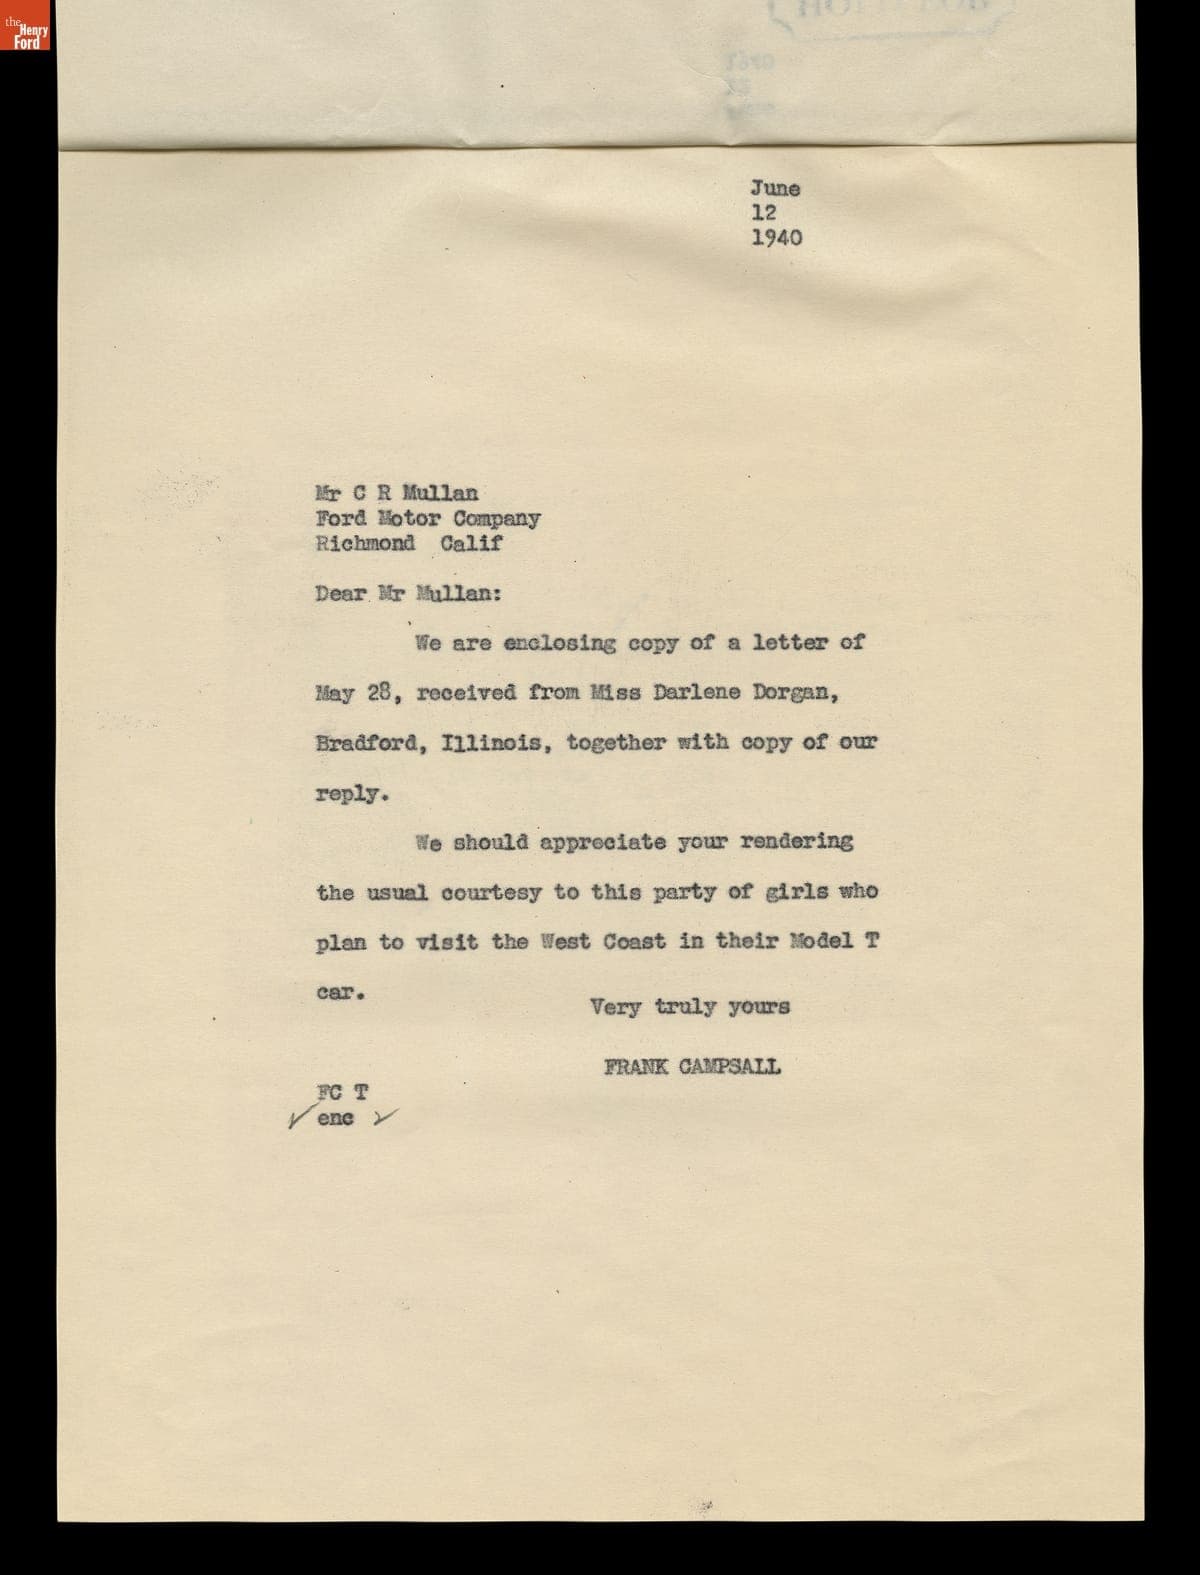 the
Henry
Ford
June
12
1940
Mr C R Mullan
Ford Motor Company
Richmond Calif
Dear Mr Mullan:
We are enclosing copy of a letter of
May 28, received from Miss Darlene Dorgan,
Bradford, Illinois, together with copy of our
reply.
We should appreciate your rendering
the usual courtesy to this party of girls who
plan to visit the West Coast in their Model T
car.
Very truly yours
FRANK CAMPSALL
FC T
✓ enc 2